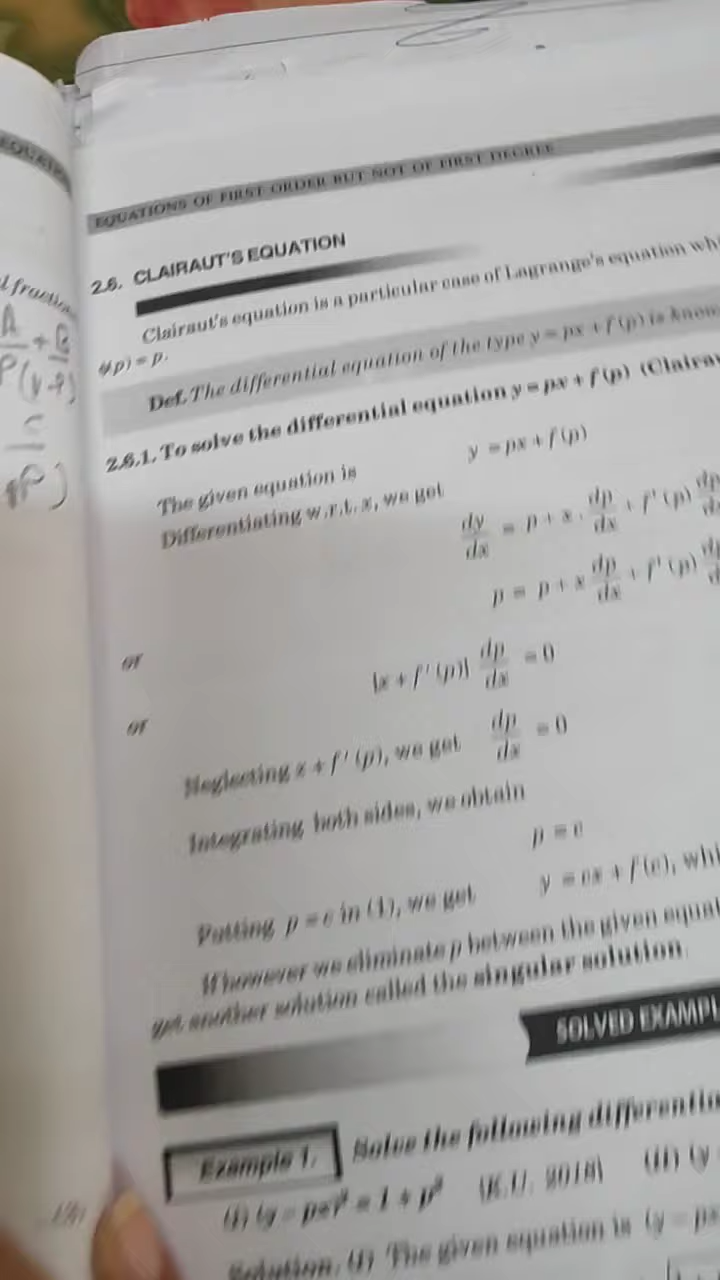 EQUATIONS OF FIRST ORDER BUT NOT OF FIRST DEGREE
2.6. CLAIRAUT'S EQUATION
Clairaut's equation is a particular case of Lagrange's equation wh
φ(p) = p.
Def. The differential equation of the type y = px + f(p) is know
2.6.1. To solve the differential equation y = px + f(p) (Claira
The given equation is y = px + f(p)
Differentiating w.r.t. x, we get dy/dx = p + x . dp/dx + f'(p) dp/dx
p = p + x dp/dx + f'(p) dp/dx
or [x + f'(p)] dp/dx = 0
or
Neglecting x + f'(p), we get dp/dx = 0
Integrating both sides, we obtain
p = c
Putting p = c in (1), we get y = cx + f(c), whi
If however we eliminate p between the given equat
get another solution called the singular solution.
SOLVED EXAMPL
Example 1. Solve the following differentia
(i) (y – px)² = 1 + p² (K.U. 2018) (ii) (y
Solution. (i) The given equation is (y – px